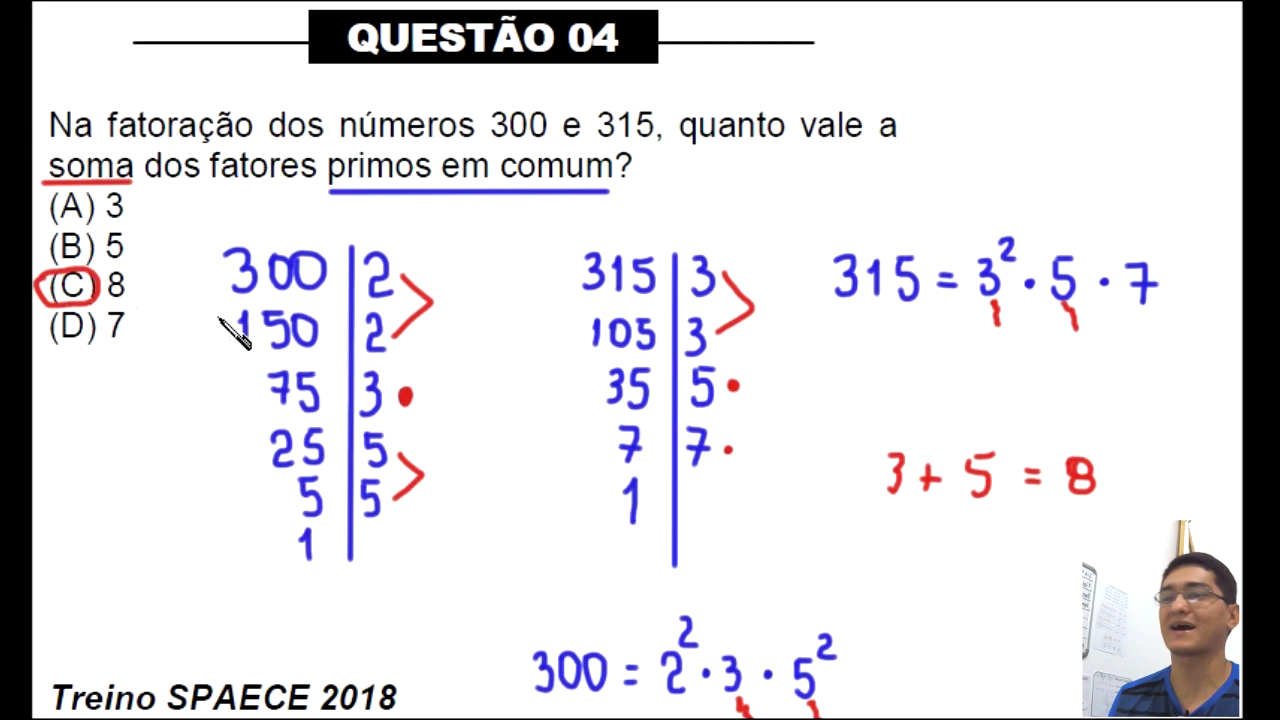 QUESTÃO 04
Na fatoração dos números 300 e 315, quanto vale a
soma dos fatores primos em comum?
(A) 3
(B) 5
(C) 8
(D) 7
300 | 2
150 | 2
75 | 3
25 | 5
5 | 5
1
315 | 3
105 | 3
35 | 5
7 | 7
1
315 = 3² · 5 · 7
3 + 5 = 8
300 = 2² · 3 · 5²
Treino SPAECE 2018